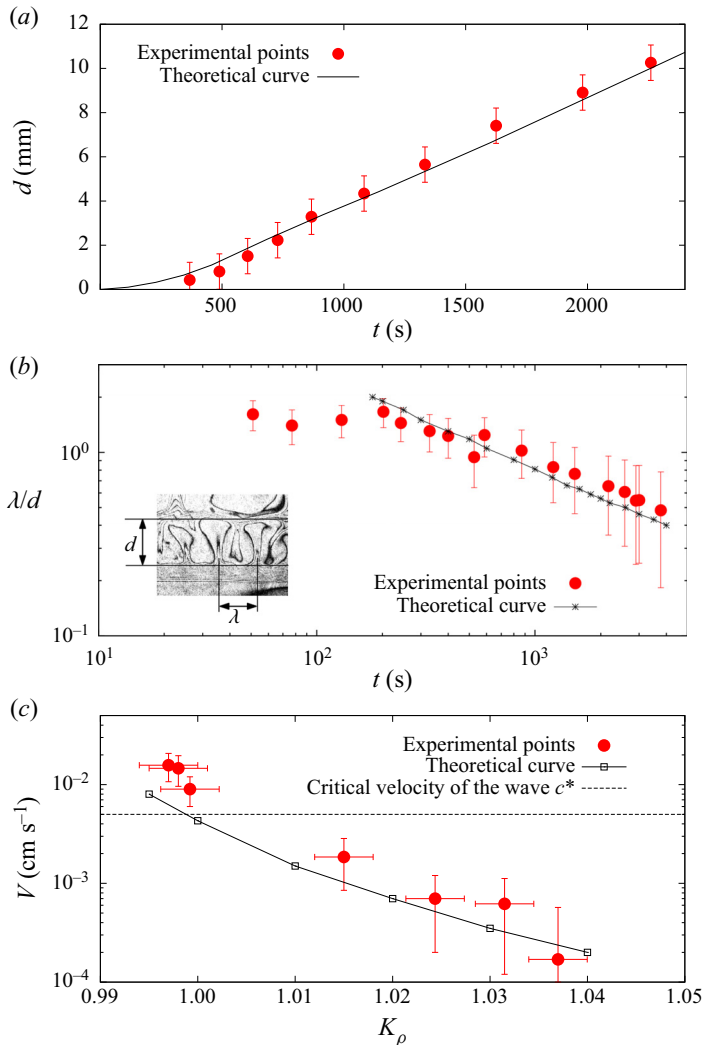 (a)
12
10
8
6
4
2
0
d (mm)
Experimental points
Theoretical curve
500
1000
1500
2000
t (s)
(b)
10⁰
10⁻¹
λ/d
d
λ
Experimental points
Theoretical curve
10¹
10²
10³
t (s)
(c)
10⁻²
10⁻³
10⁻⁴
V (cm s⁻¹)
Experimental points
Theoretical curve
Critical velocity of the wave c*
0.99
1.00
1.01
1.02
1.03
1.04
1.05
Kρ